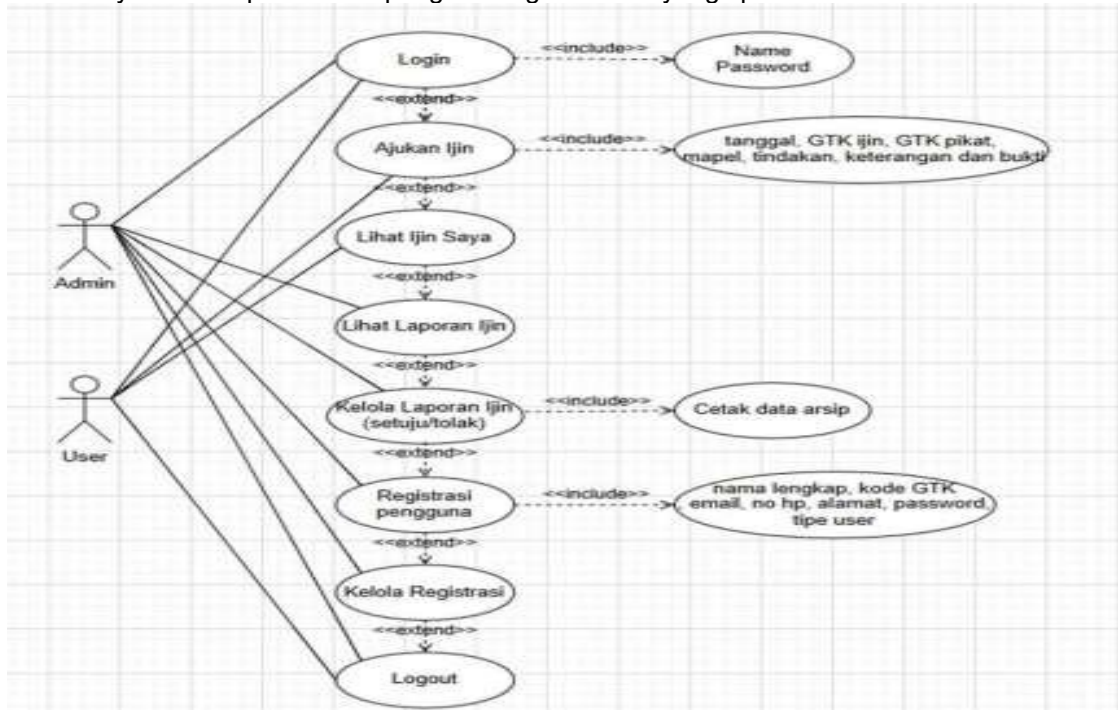 Login
<<include>>
Name
Password
<<extend>>
Ajukan Ijin
<<include>>
tanggal, GTK ijin, GTK pikat,
mapel, tindakan, keterangan dan bukti
<<extend>>
Lihat Ijin Saya
<<extend>>
Admin
Lihat Laporan Ijin
<<extend>>
Kelola Laporan Ijin
(setuju/tolak)
<<include>>
Cetak data arsip
User
<<extend>>
Registrasi
pengguna
<<include>>
nama lengkap, kode GTK
, email, no hp, alamat, password,
tipe user
<<extend>>
Kelola Registrasi
<<extend>>
Logout